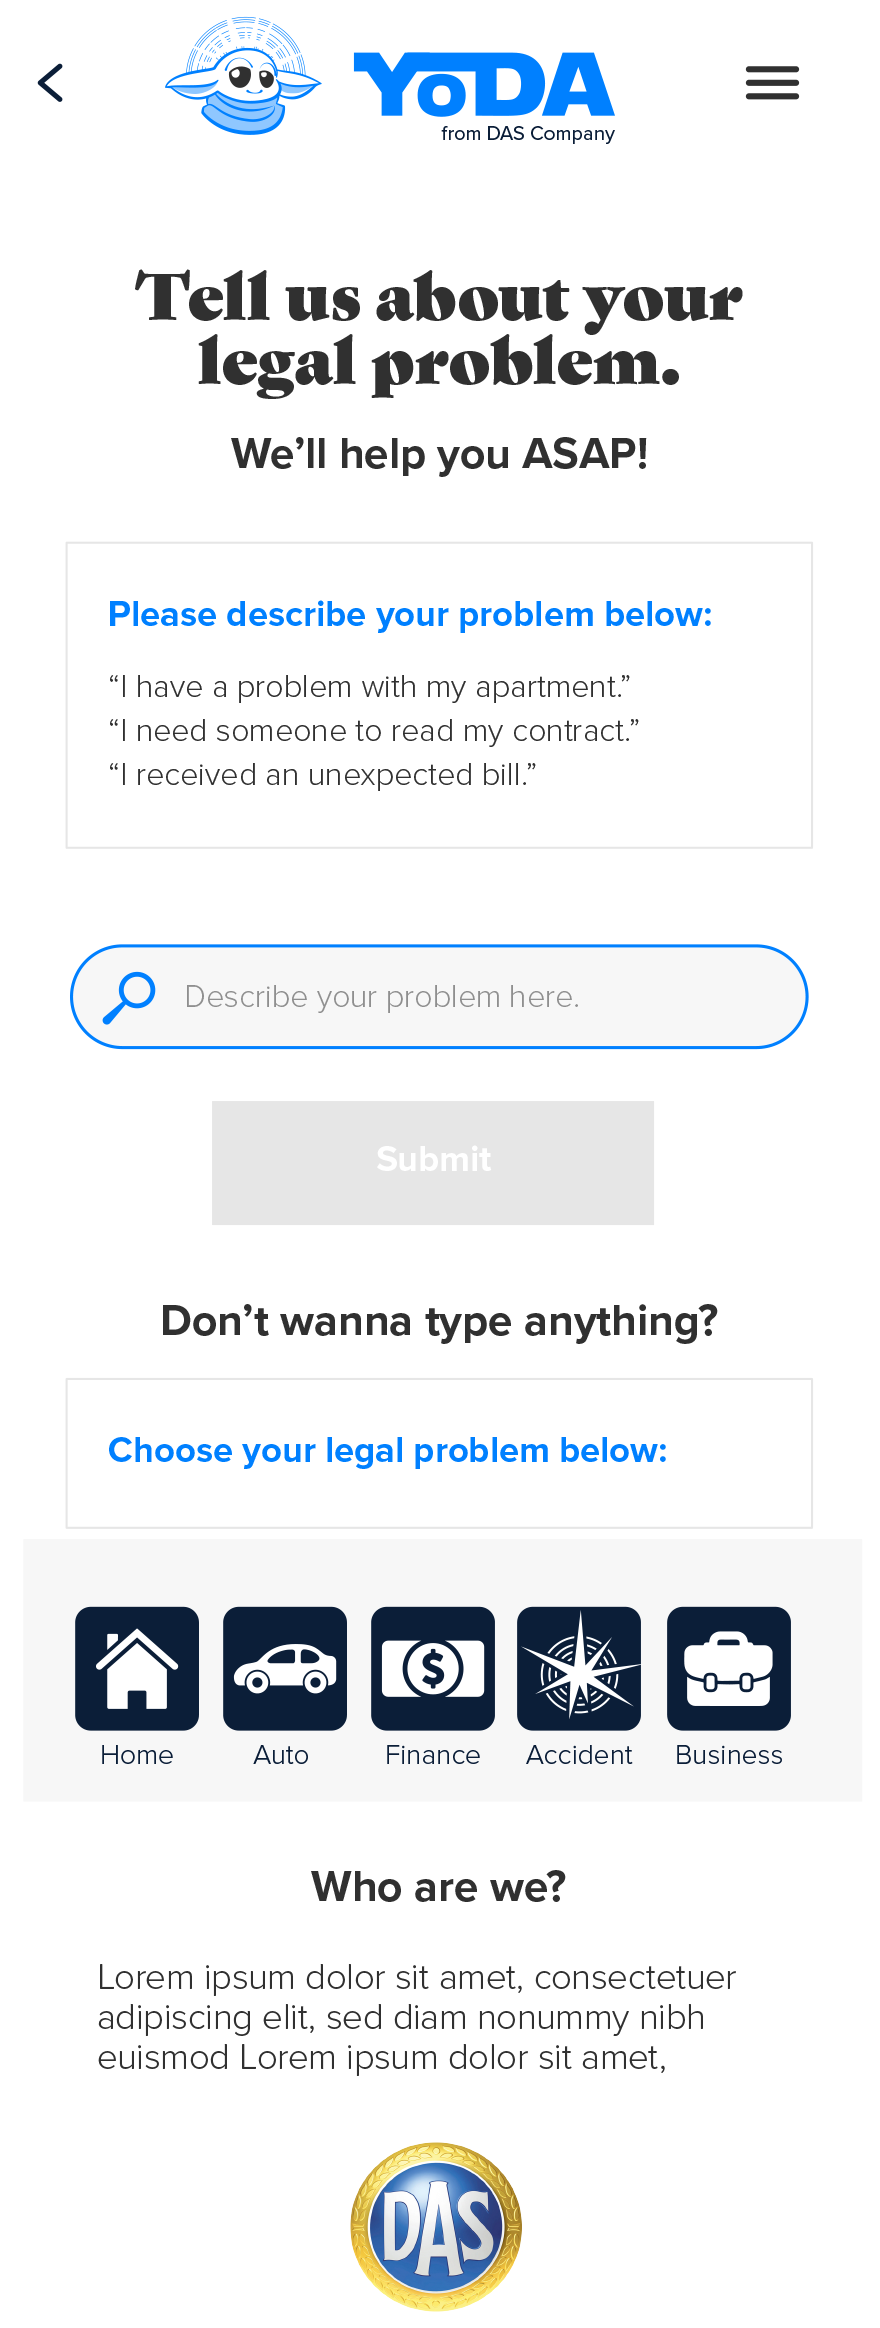 YoDA
from DAS Company
Tell us about your
legal problem.
We’ll help you ASAP!
Please describe your problem below:
“I have a problem with my apartment.”
“I need someone to read my contract.”
“I received an unexpected bill.”
Describe your problem here.
Submit
Don’t wanna type anything?
Choose your legal problem below:
Home Auto Finance Accident Business
Who are we?
Lorem ipsum dolor sit amet, consectetuer
adipiscing elit, sed diam nonummy nibh
euismod Lorem ipsum dolor sit amet,
DAS